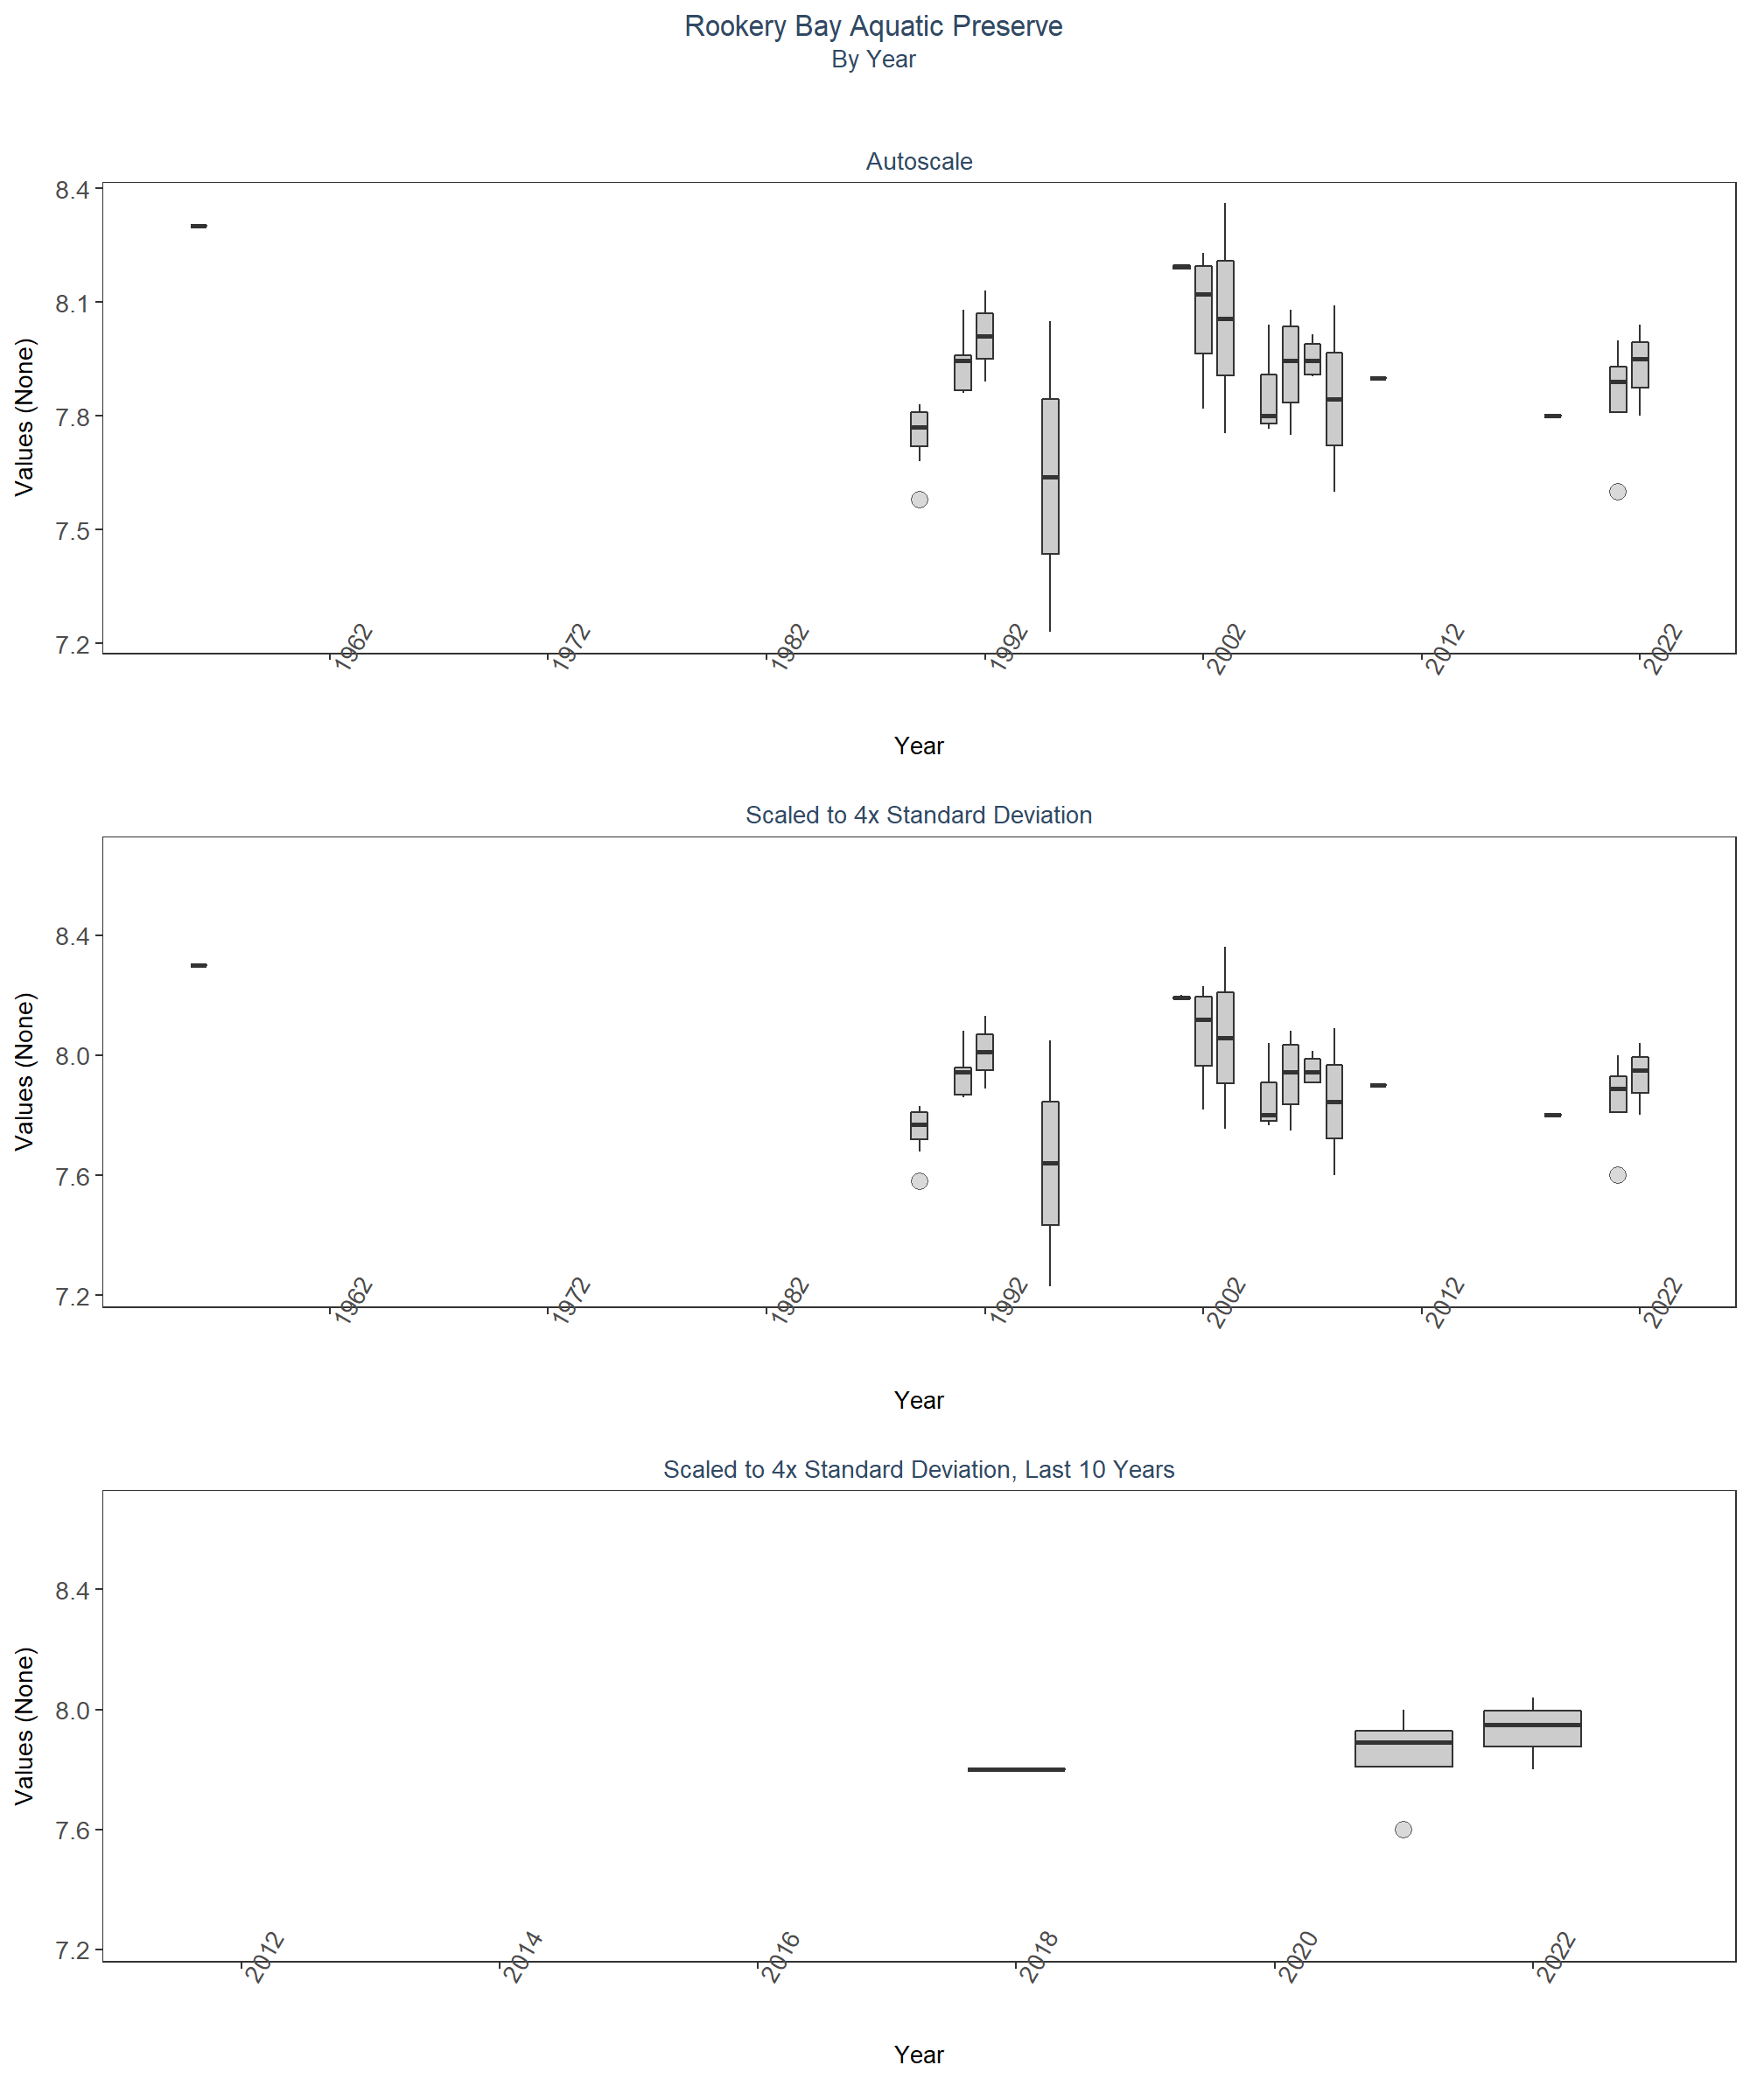 Rookery Bay Aquatic Preserve
By Year
Autoscale
Values (None)
8.4
8.1
7.8
7.5
7.2
1962 1972 1982 1992 2002 2012 2022
Year
Scaled to 4x Standard Deviation
Values (None)
8.4
8.0
7.6
7.2
1962 1972 1982 1992 2002 2012 2022
Year
Scaled to 4x Standard Deviation, Last 10 Years
Values (None)
8.4
8.0
7.6
7.2
2012 2014 2016 2018 2020 2022
Year